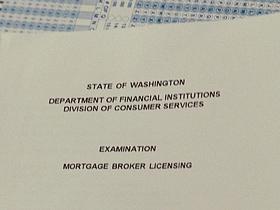 STATE OF WASHINGTON
DEPARTMENT OF FINANCIAL INSTITUTIONS
DIVISION OF CONSUMER SERVICES
EXAMINATION
MORTGAGE BROKER LICENSING